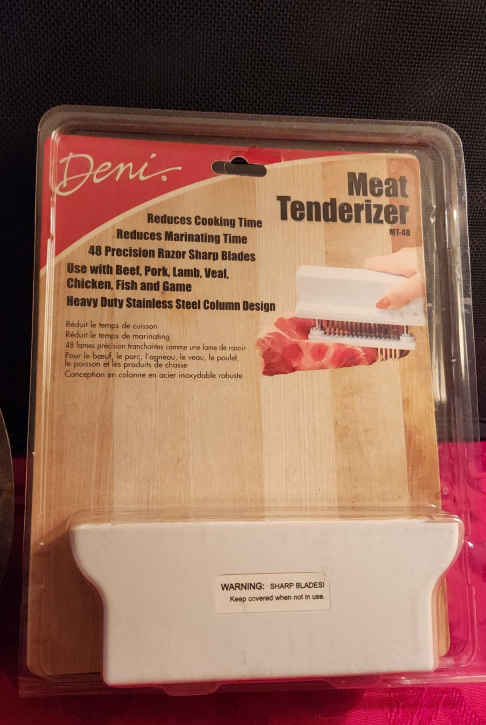 Deni.
Meat
Tenderizer
MT-48
Reduces Cooking Time
Reduces Marinating Time
48 Precision Razor Sharp Blades
Use with Beef, Pork, Lamb, Veal,
Chicken, Fish and Game
Heavy Duty Stainless Steel Column Design
Réduit le temps de cuisson
Réduit le temps de marinating
48 lames précision tranchantes comme une lame de rasoir
Pour le bœuf, le porc, l'agneau, le veau, le poulet,
le poisson et les produits de chasse
Conception en colonne en acier inoxydable robuste
WARNING: SHARP BLADES!
Keep covered when not in use.